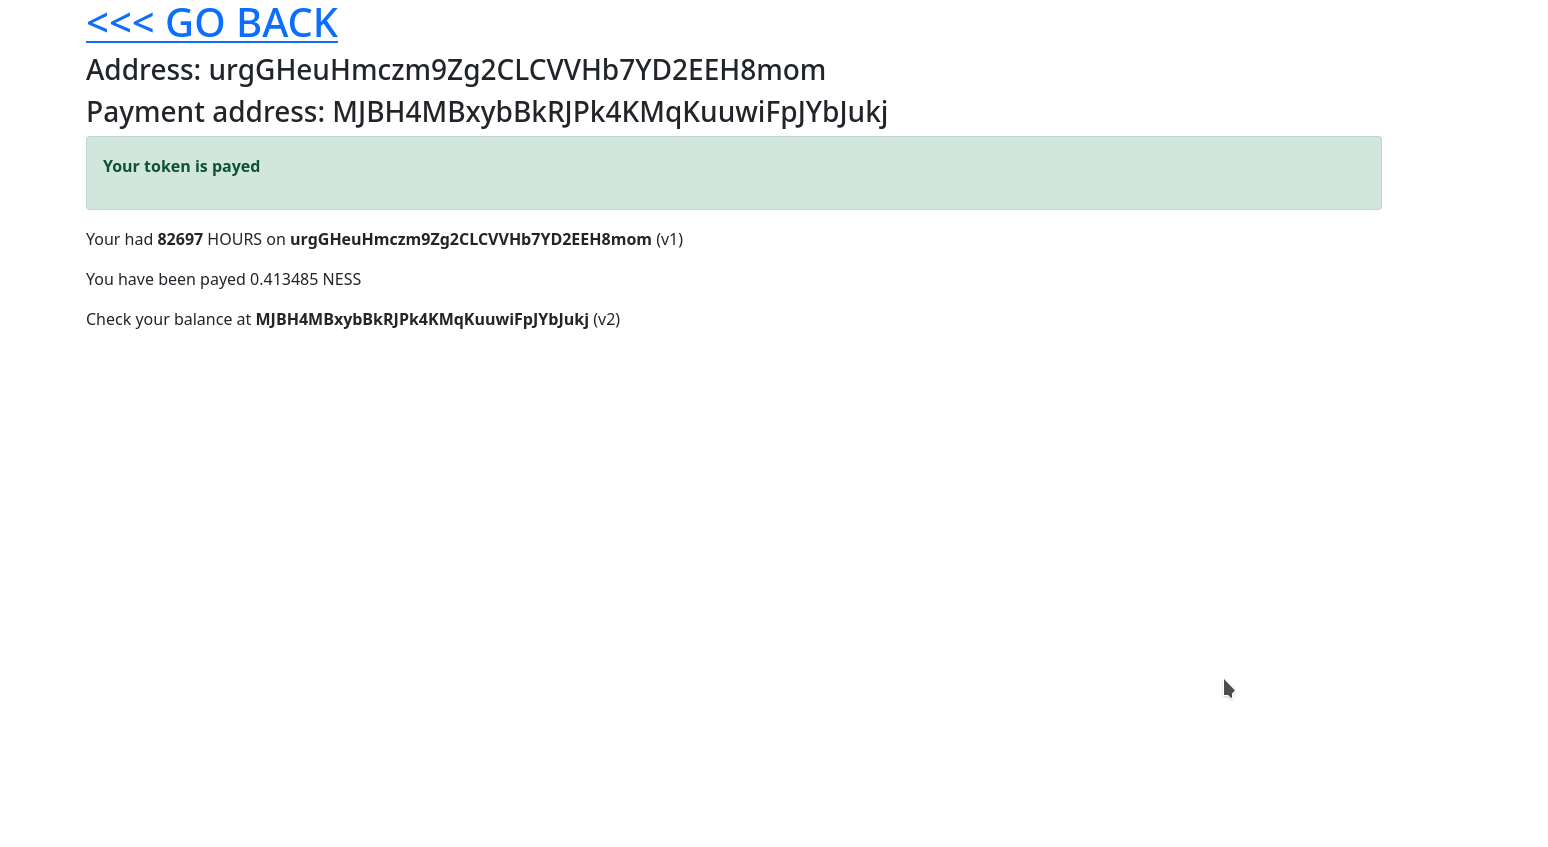 <<< GO BACK
Address: urgGHeuHmczm9Zg2CLCVVHb7YD2EEH8mom
Payment address: MJBH4MBxybBkRJPk4KMqKuuwiFpJYbJukj
Your token is payed
Your had 82697 HOURS on urgGHeuHmczm9Zg2CLCVVHb7YD2EEH8mom (v1)
You have been payed 0.413485 NESS
Check your balance at MJBH4MBxybBkRJPk4KMqKuuwiFpJYbJukj (v2)